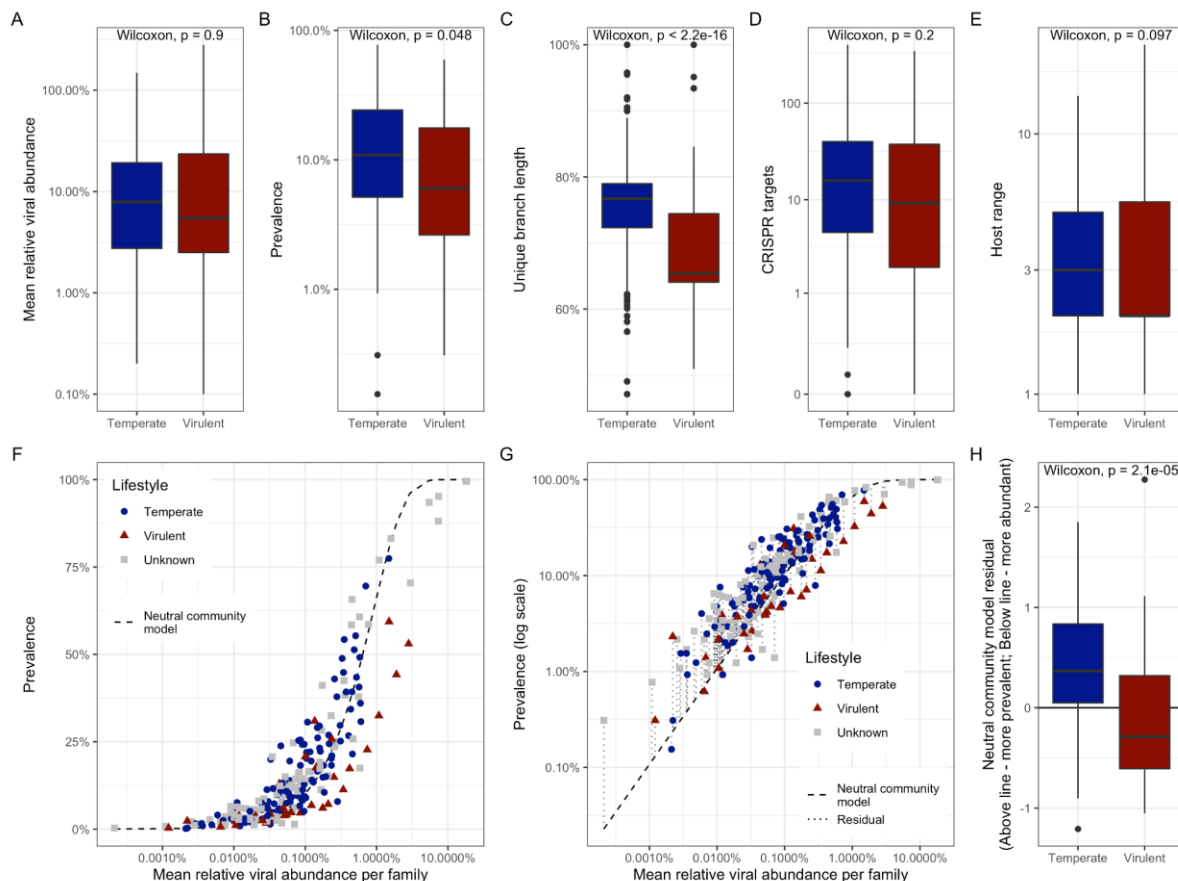 A
Wilcoxon, p = 0.9
Mean relative viral abundance
100.00%
10.00%
1.00%
0.10%
Temperate Virulent
B
Wilcoxon, p = 0.048
Prevalence
10.0%
1.0%
Temperate Virulent
C
Wilcoxon, p < 2.2e-16
Unique branch length
100%
80%
60%
Temperate Virulent
D
Wilcoxon, p = 0.2
CRISPR targets
100
10
1
0
Temperate Virulent
E
Wilcoxon, p = 0.097
Host range
10
3
1
Temperate Virulent
F
Prevalence
100%
75%
50%
25%
0%
Lifestyle
Temperate
Virulent
Unknown
Neutral community
model
0.0010% 0.0100% 0.1000% 1.0000% 10.0000%
Mean relative viral abundance per family
G
Prevalence (log scale)
100.00%
10.00%
1.00%
0.10%
Lifestyle
Temperate
Virulent
Unknown
Neutral community
model
Residual
0.0010% 0.0100% 0.1000% 1.0000% 10.0000%
Mean relative viral abundance per family
H
Wilcoxon, p = 2.1e-05
Neutral community model residual
(Above line - more prevalent; Below line - more abundant)
2
1
0
-1
Temperate Virulent